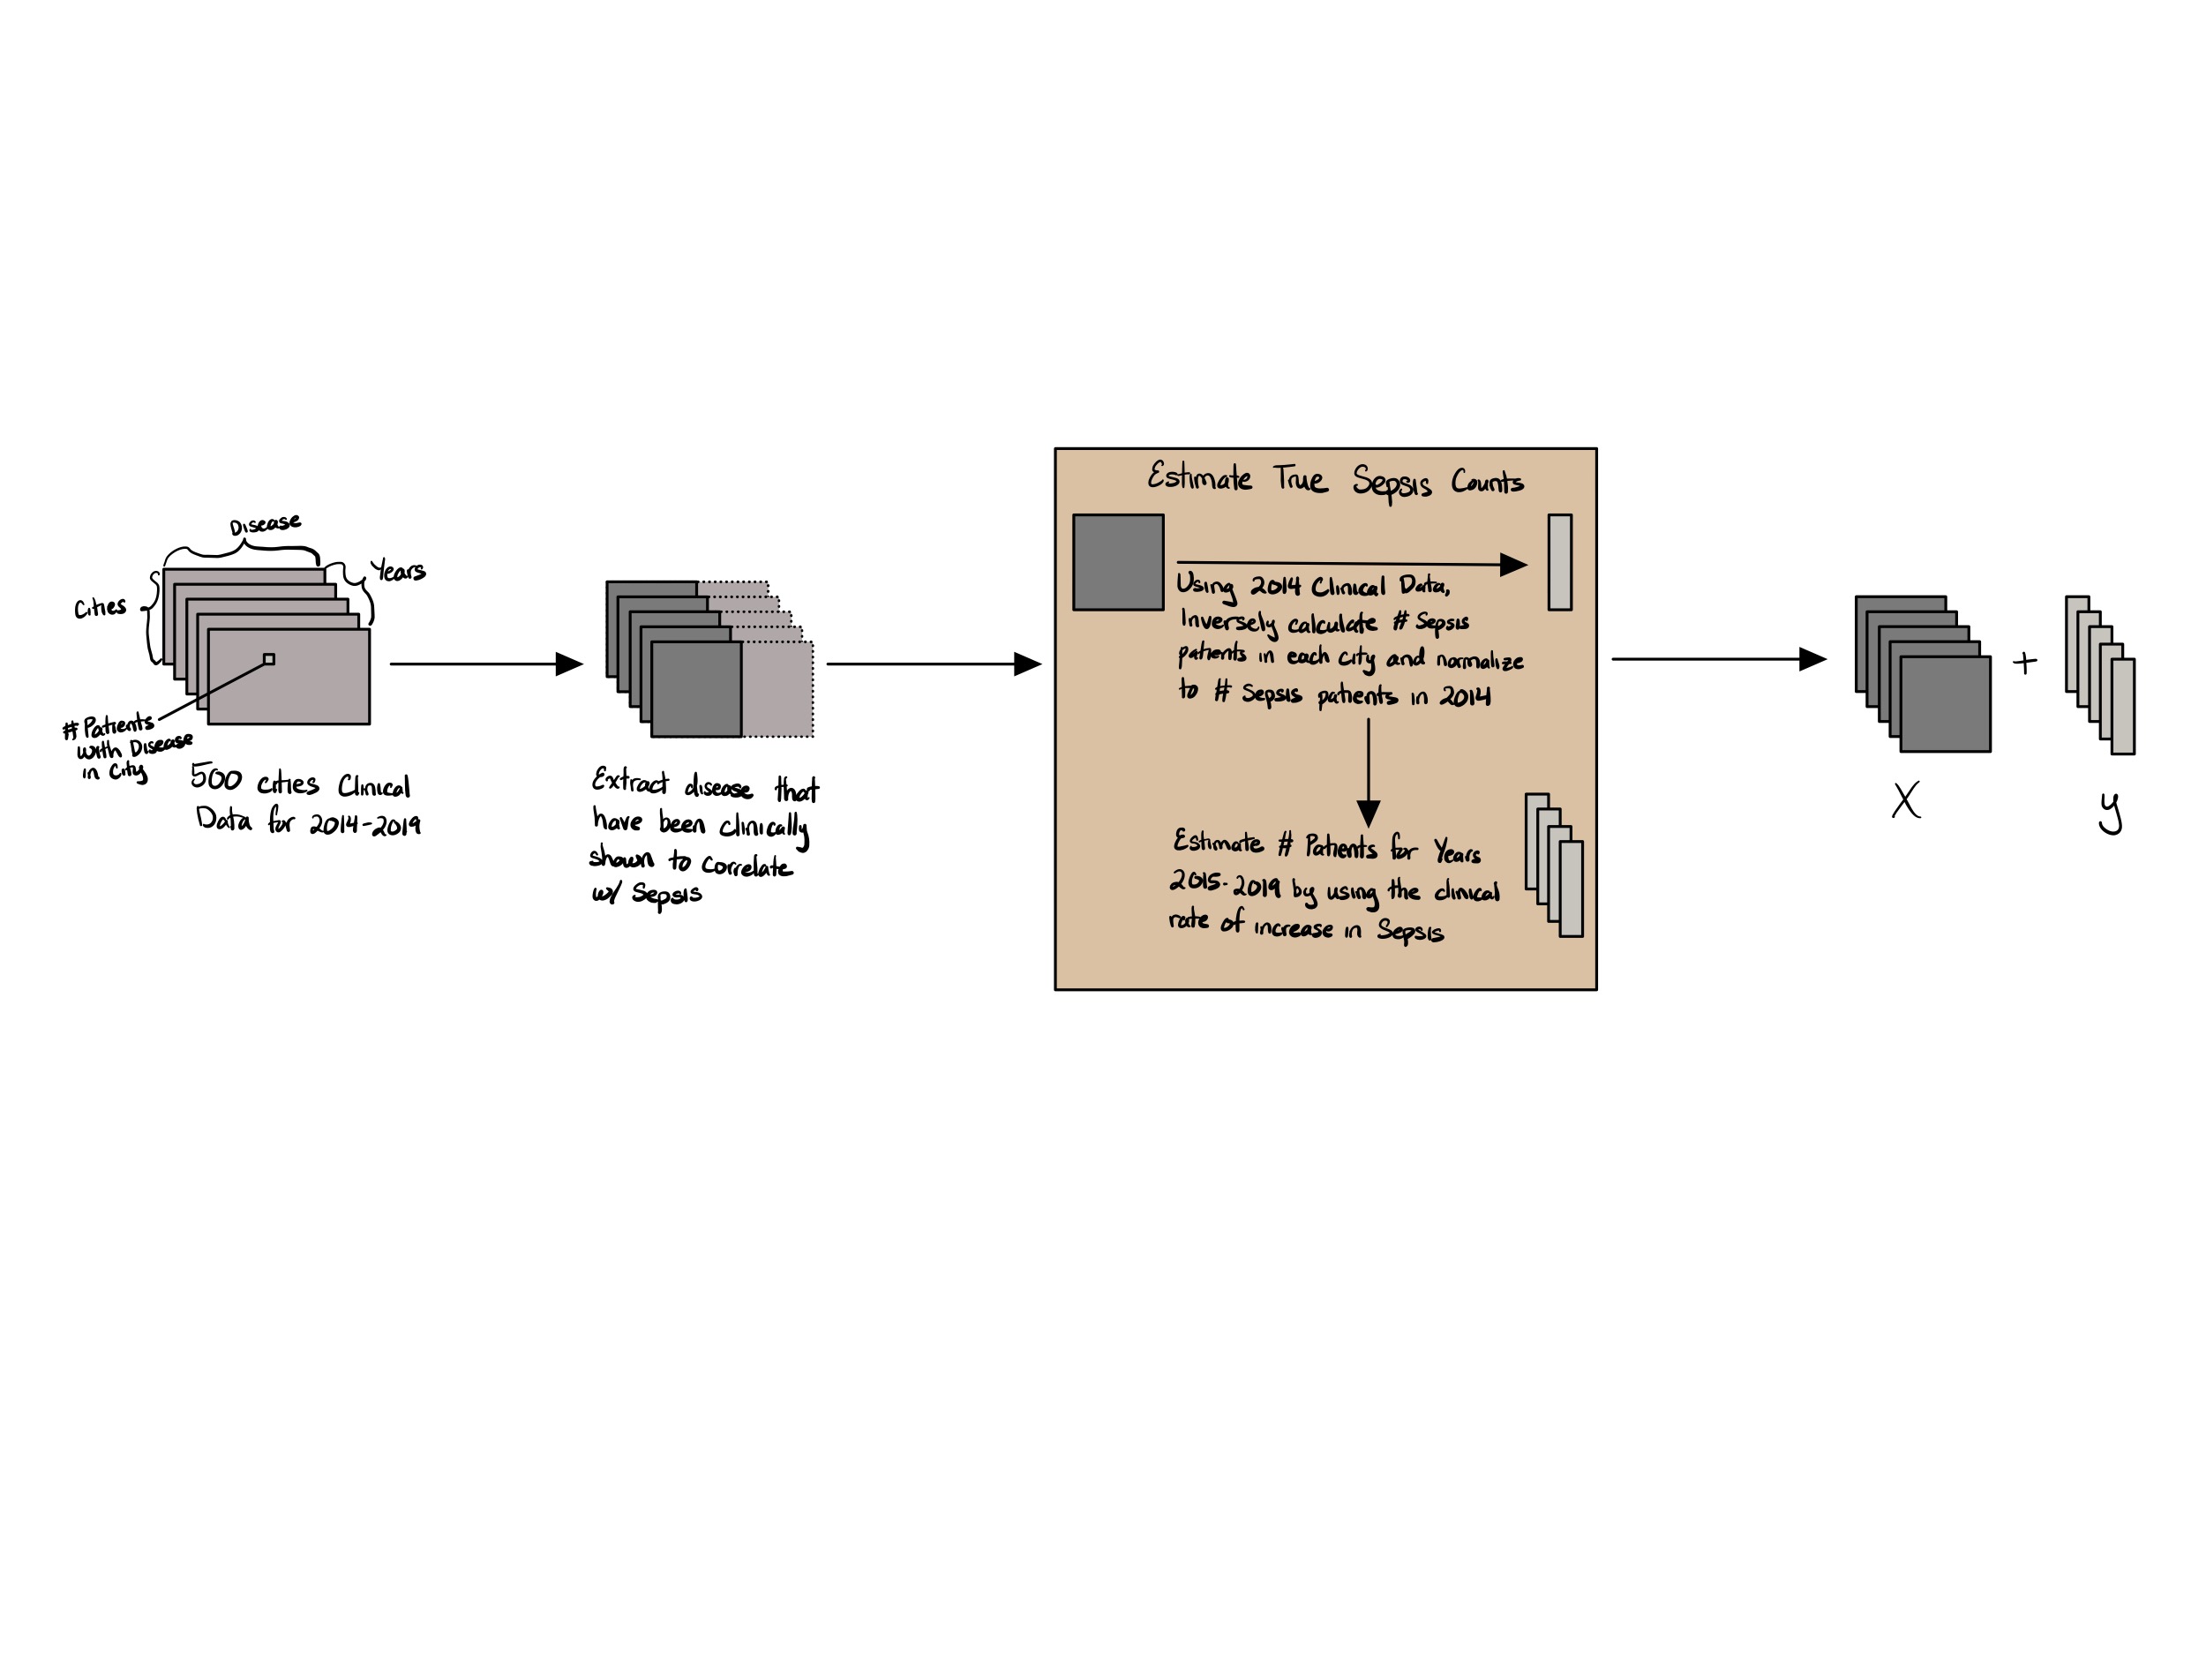 Disease
Years
Cities
# Patients
with Disease
in City
500 cities Clinical
Data for 2014-2019
Extract disease that
have been clinically
shown to correlate
w/ Sepsis
Estimate True Sepsis Counts
Using 2014 Clinical Data,
Inversely calculate # Sepsis
patients in each city and normalize
to # Sepsis patients in 2014
Estimate # Patients for Years
2015-2019 by using the clinical
rate of increase in Sepsis
+
X
y